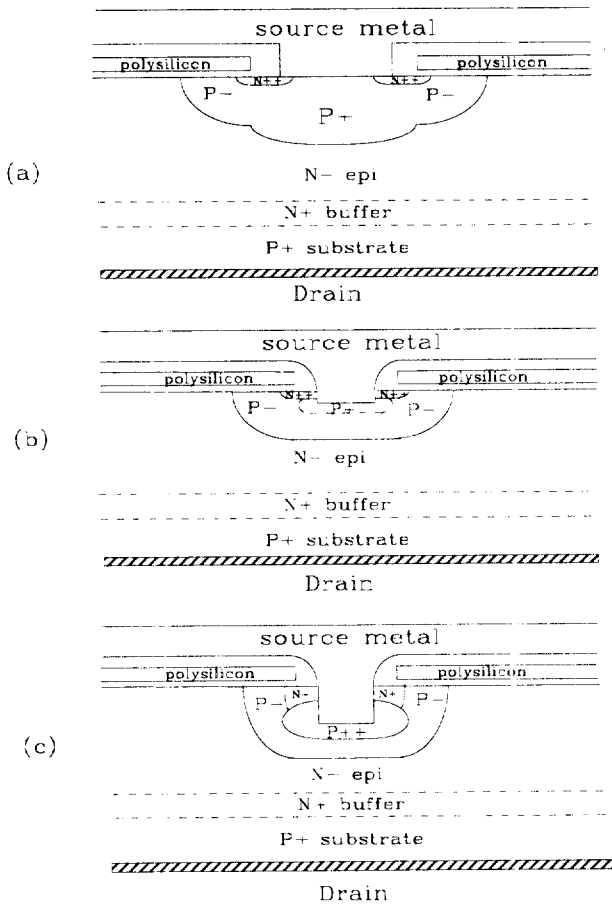 source metal
polysilicon polysilicon
N++ N++
P- P-
P+
(a)
N- epi
N+ buffer
P+ substrate
Drain
source metal
polysilicon polysilicon
N++ N++
P- P+ P-
(b)
N- epi
N+ buffer
P+ substrate
Drain
source metal
polysilicon polysilicon
P- N+ P-
P++
(c)
N- epi
N+ buffer
P+ substrate
Drain